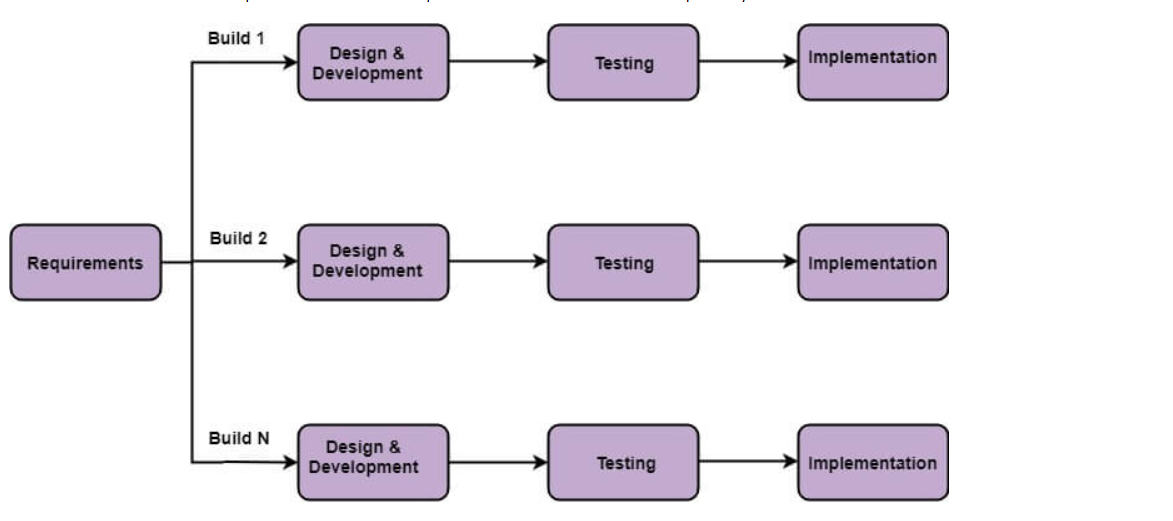 Build 1
Design &
Development
Testing
Implementation
Requirements
Build 2
Design &
Development
Testing
Implementation
Build N
Design &
Development
Testing
Implementation